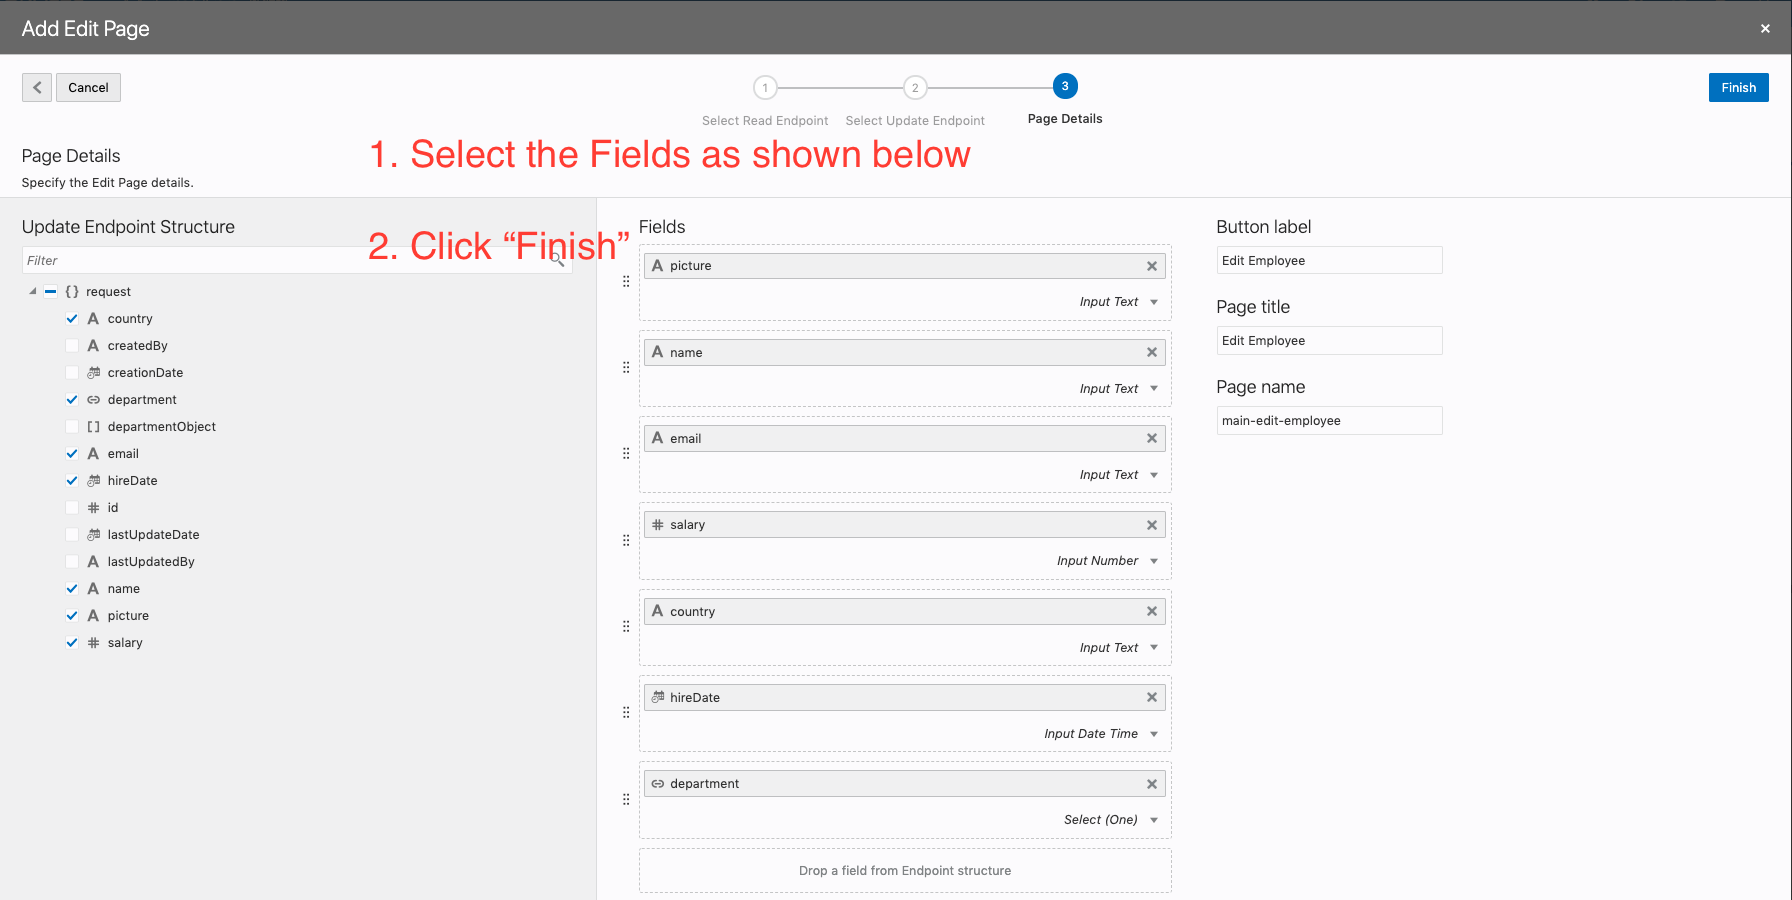 Add Edit Page
Cancel
1
2
3
Finish
Select Read Endpoint
Select Update Endpoint
Page Details
1. Select the Fields as shown below
Page Details
Specify the Edit Page details.
2. Click “Finish”
Update Endpoint Structure
Filter
{ } request
country
createdBy
creationDate
department
[ ] departmentObject
email
hireDate
# id
lastUpdateDate
lastUpdatedBy
name
picture
# salary
Fields
A picture
Input Text
A name
Input Text
A email
Input Text
# salary
Input Number
A country
Input Text
hireDate
Input Date Time
department
Select (One)
Drop a field from Endpoint structure
Button label
Edit Employee
Page title
Edit Employee
Page name
main-edit-employee